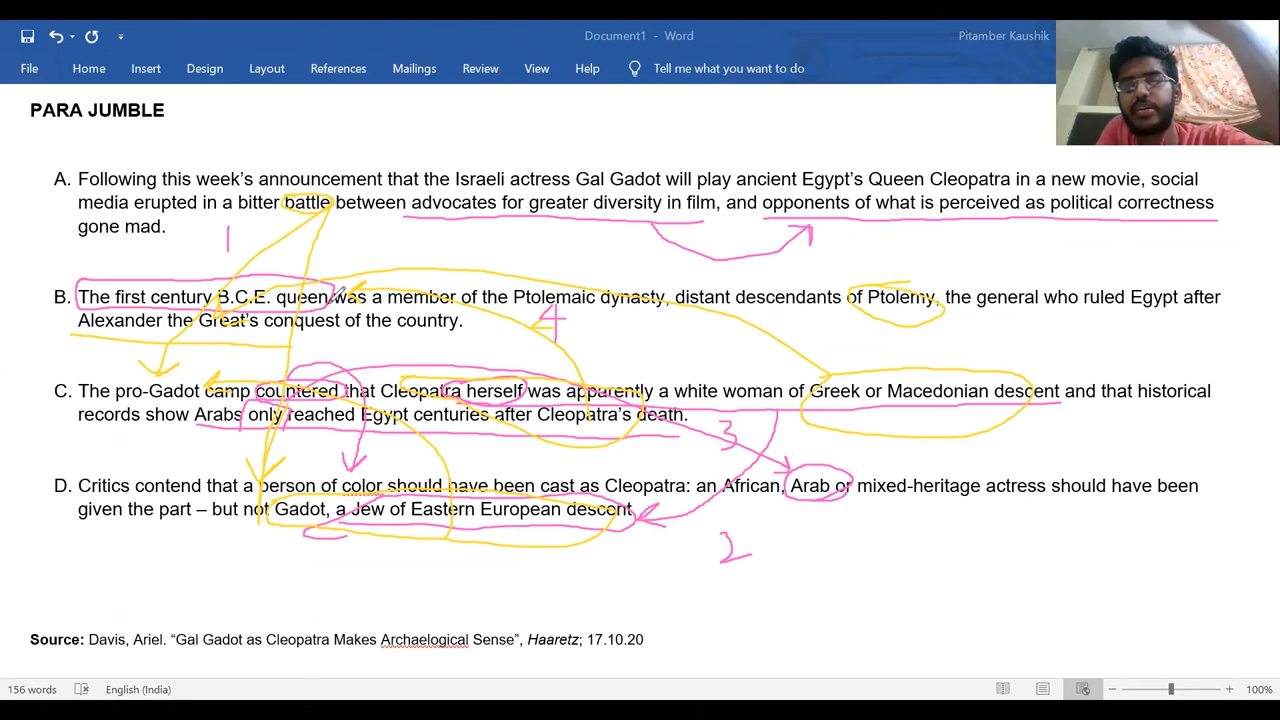 Document1 - Word
Pitamber Kaushik
File Home Insert Design Layout References Mailings Review View Help Tell me what you want to do
PARA JUMBLE
A. Following this week's announcement that the Israeli actress Gal Gadot will play ancient Egypt's Queen Cleopatra in a new movie, social
media erupted in a bitter battle between advocates for greater diversity in film, and opponents of what is perceived as political correctness
gone mad.
1
B. The first century B.C.E. queen was a member of the Ptolemaic dynasty, distant descendants of Ptolemy, the general who ruled Egypt after
Alexander the Great's conquest of the country.
4
C. The pro-Gadot camp countered that Cleopatra herself was apparently a white woman of Greek or Macedonian descent and that historical
records show Arabs only reached Egypt centuries after Cleopatra's death.
3
D. Critics contend that a person of color should have been cast as Cleopatra: an African, Arab or mixed-heritage actress should have been
given the part – but not Gadot, a Jew of Eastern European descent.
2
Source: Davis, Ariel. “Gal Gadot as Cleopatra Makes Archaelogical Sense”, Haaretz; 17.10.20
156 words English (India) 100%